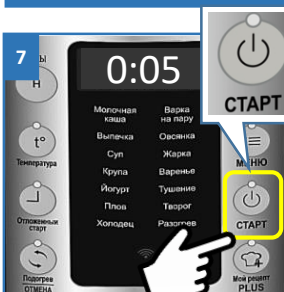 7
Ы
Н
0:05
СТАРТ
Молочная каша
Варка на пару
Выпечка
Овсянка
Суп
Жарка
Крупа
Варенье
Йогурт
Тушение
Плов
Творог
Холодец
Разогрев
t°
Температура
Отложенный старт
Подогрев
ОТМЕНА
МЕНЮ
СТАРТ
Мой рецепт
PLUS